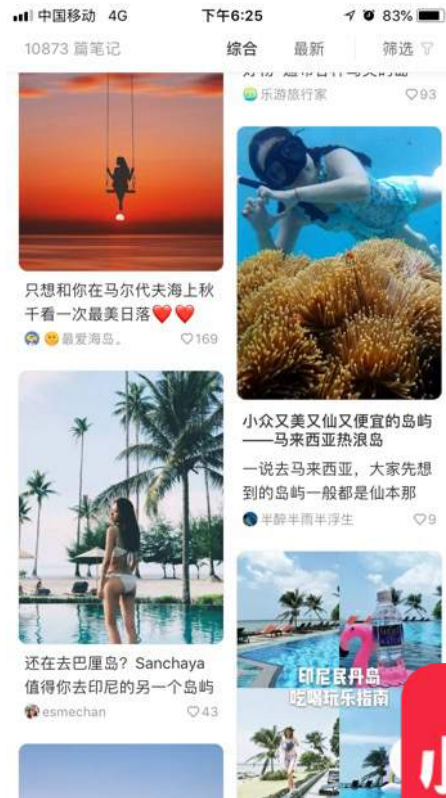 中国移动 4G 下午6:25 83%
10873 篇笔记 综合 最新 筛选
只想和你在马尔代夫海上秋
千看一次最美日落❤️❤️
最爱海岛。 169
还在去巴厘岛？Sanchaya
值得你去印尼的另一个岛屿
esmechan 43
乐游旅行家 93
小众又美又仙又便宜的岛屿
——马来西亚热浪岛
一说去马来西亚，大家先想
到的岛屿一般都是仙本那
半醉半雨半浮生 9
印尼民丹岛
吃喝玩乐指南